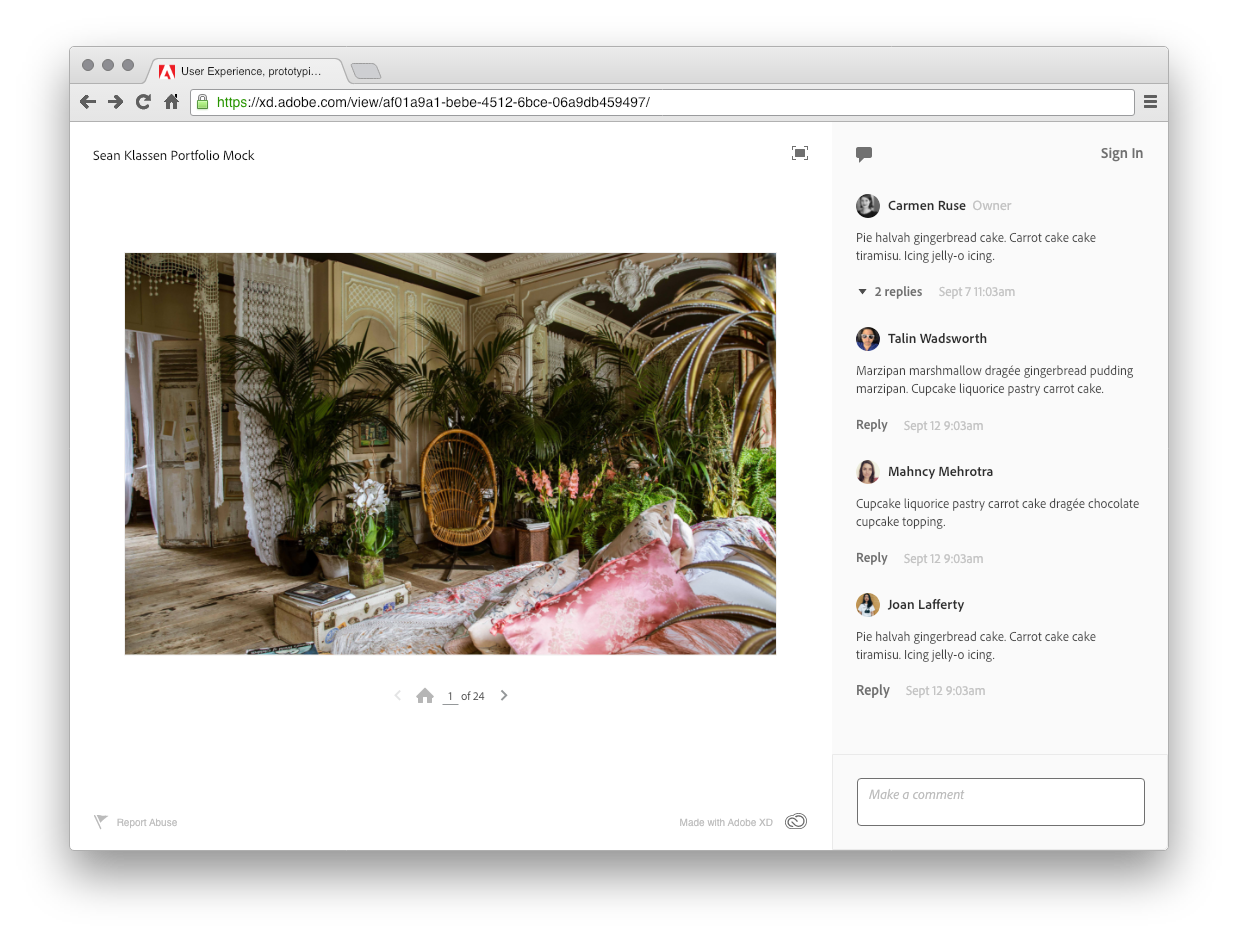 User Experience, prototypi...
https://xd.adobe.com/view/af01a9a1-bebe-4512-6bce-06a9db459497/
Sean Klassen Portfolio Mock
1 of 24
Report Abuse
Made with Adobe XD
Sign In
Carmen Ruse Owner
Pie halvah gingerbread cake. Carrot cake cake
tiramisu. Icing jelly-o icing.
2 replies Sept 7 11:03am
Talin Wadsworth
Marzipan marshmallow dragée gingerbread pudding
marzipan. Cupcake liquorice pastry carrot cake.
Reply Sept 12 9:03am
Mahncy Mehrotra
Cupcake liquorice pastry carrot cake dragée chocolate
cupcake topping.
Reply Sept 12 9:03am
Joan Lafferty
Pie halvah gingerbread cake. Carrot cake cake
tiramisu. Icing jelly-o icing.
Reply Sept 12 9:03am
Make a comment